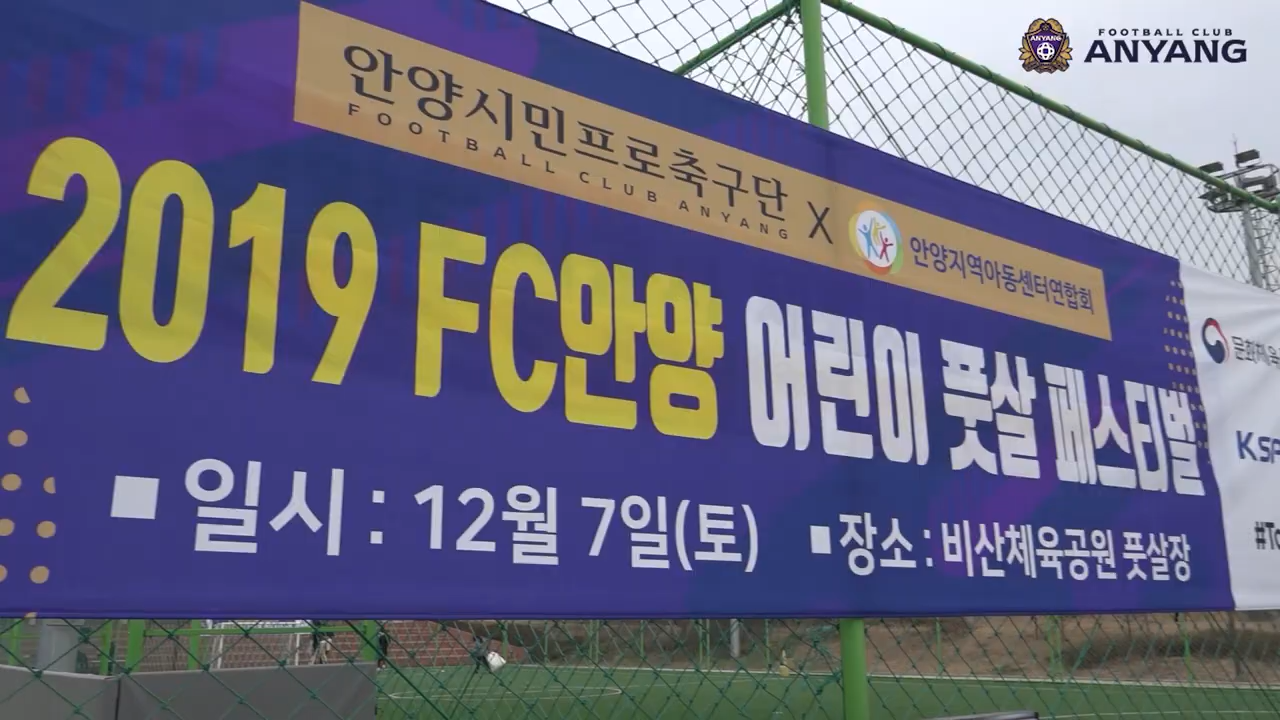 FOOTBALL CLUB
ANYANG
ANYANG
안양시민프로축구단 X 안양지역아동센터연합회
FOOTBALL CLUB ANYANG
2019 FC안양 어린이 풋살 페스티벌
■ 일시 : 12월 7일(토) ■ 장소 : 비산체육공원 풋살장